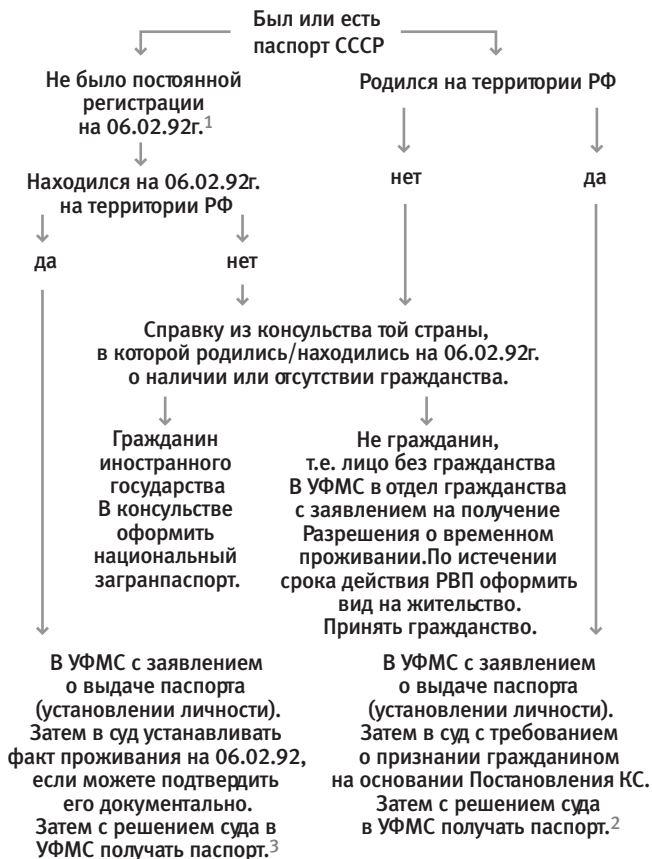 Был или есть
паспорт СССР
Не было постоянной
регистрации
на 06.02.92г.1
Родился на территории РФ
Находился на 06.02.92г.
на территории РФ
нет
да
да
нет
Справку из консульства той страны,
в которой родились/находились на 06.02.92г.
о наличии или отсутствии гражданства.
Гражданин
иностранного
государства
В консульстве
оформить
национальный
загранпаспорт.
Не гражданин,
т.е. лицо без гражданства
В УФМС в отдел гражданства
с заявлением на получение
Разрешения о временном
проживании.По истечении
срока действия РВП оформить
вид на жительство.
Принять гражданство.
В УФМС с заявлением
о выдаче паспорта
(установлении личности).
Затем в суд устанавливать
факт проживания на 06.02.92,
если можете подтвердить
его документально.
Затем с решением суда в
УФМС получать паспорт.3
В УФМС с заявлением
о выдаче паспорта
(установлении личности).
Затем в суд с требованием
о признании гражданином
на основании Постановления КС.
Затем с решением суда
в УФМС получать паспорт.2